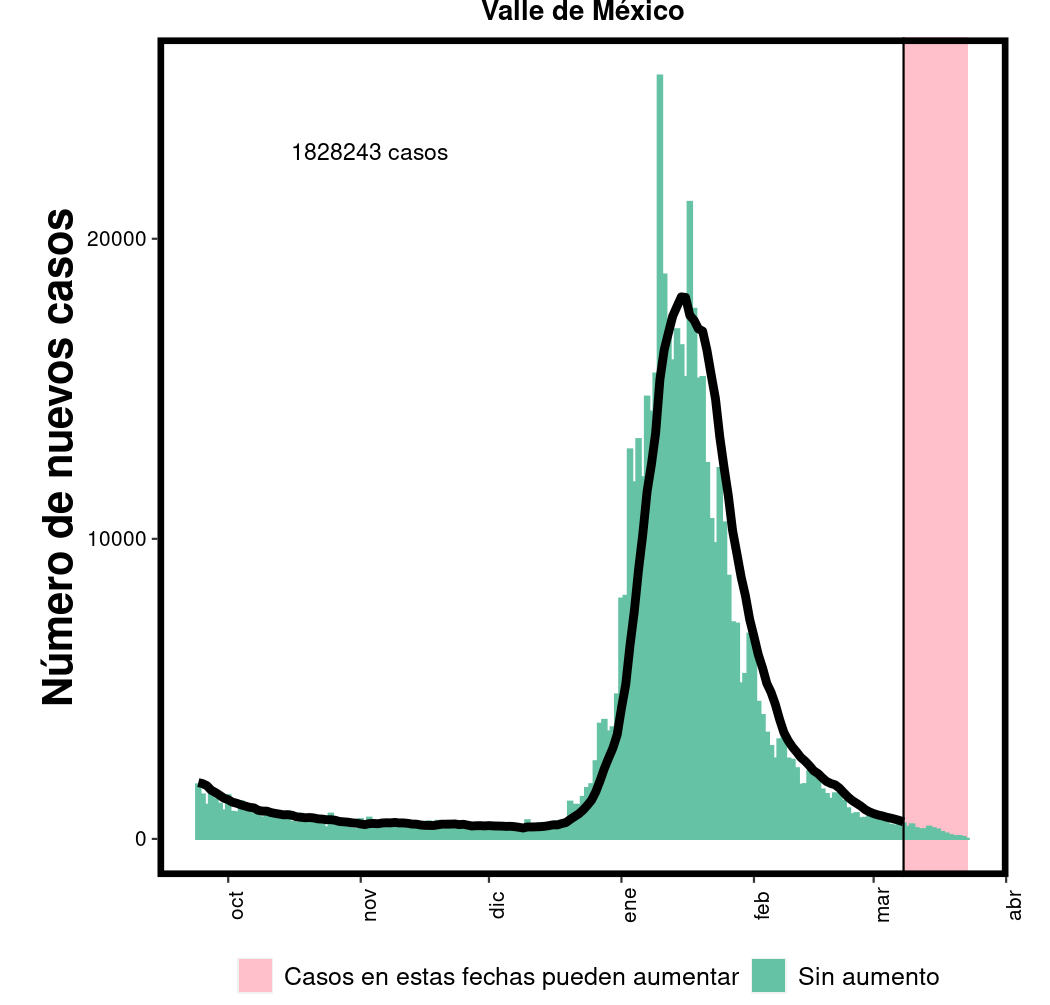 Valle de México
1828243 casos
Número de nuevos casos
20000
10000
0
oct
nov
dic
ene
feb
mar
abr
Casos en estas fechas pueden aumentar
Sin aumento